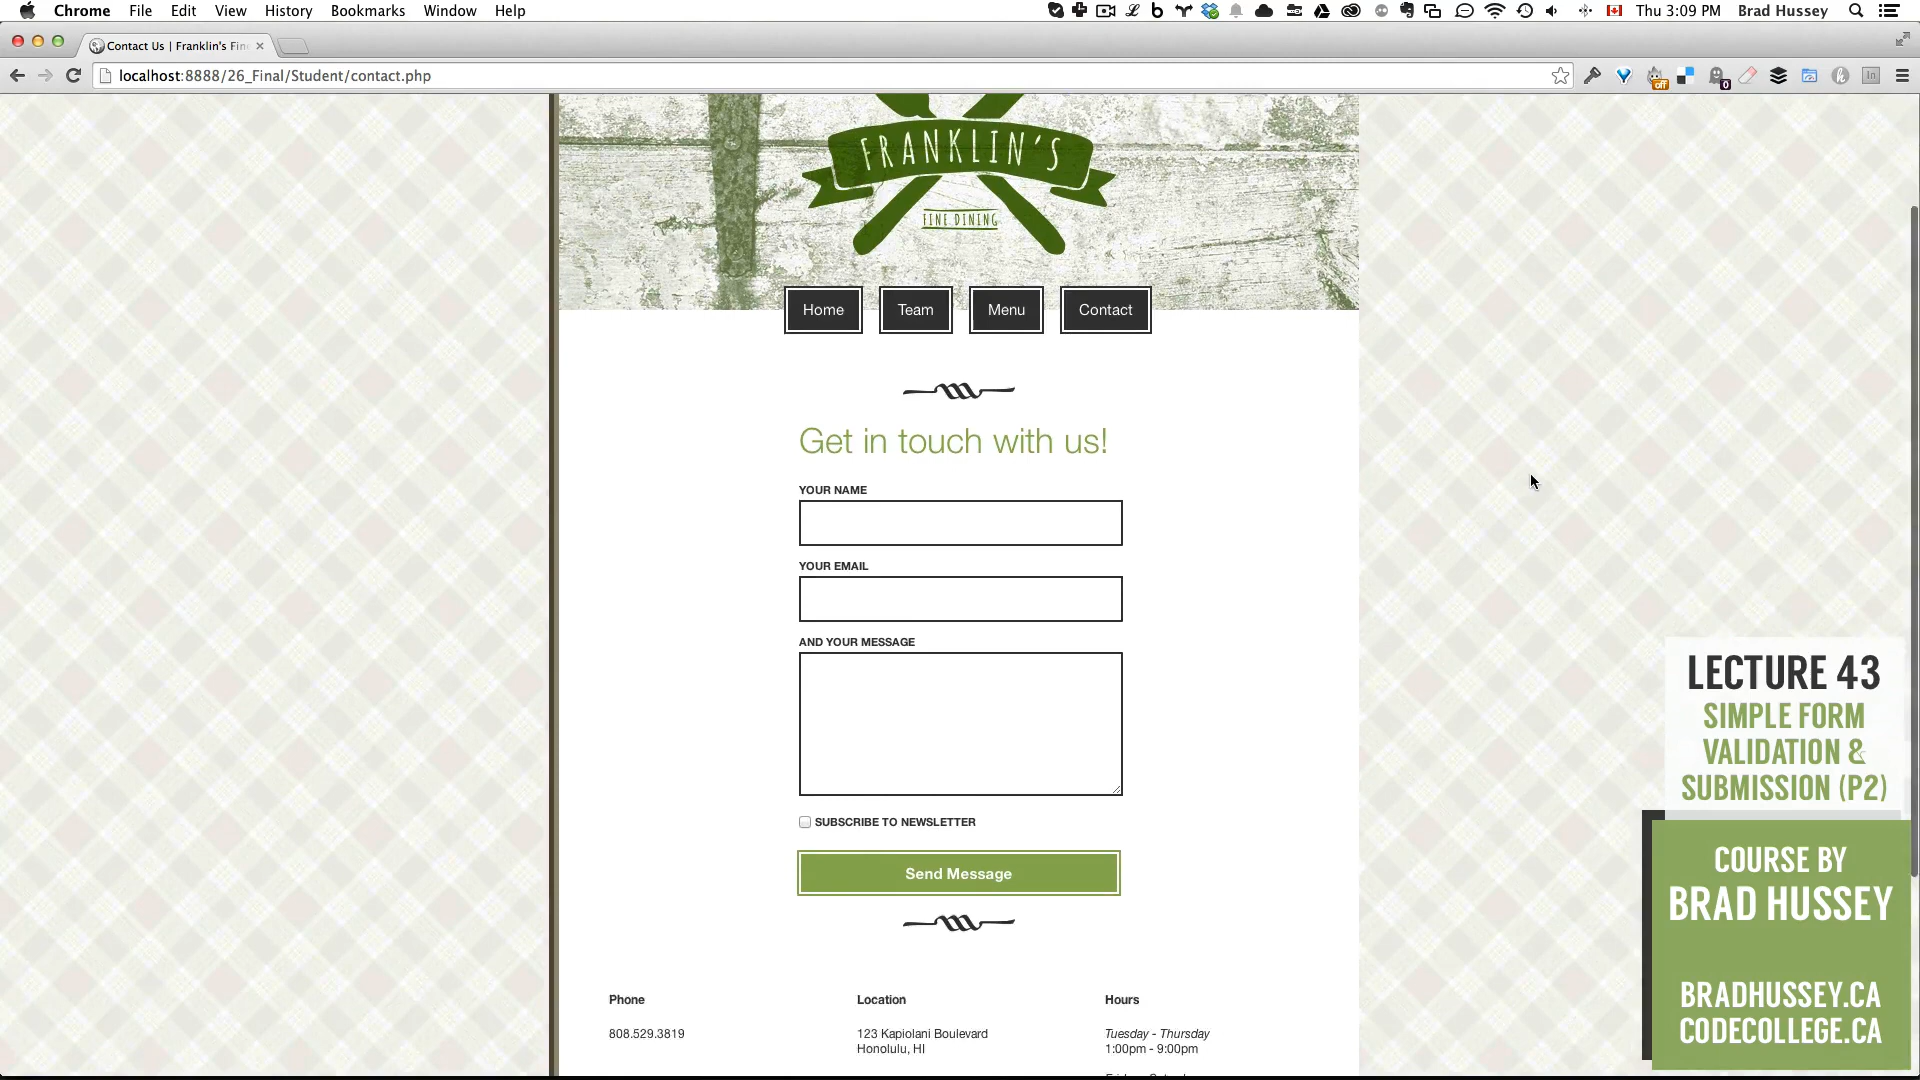 Chrome File Edit View History Bookmarks Window Help Thu 3:09 PM Brad Hussey
Contact Us | Franklin's Fin
localhost:8888/26_Final/Student/contact.php
off
0
In
FRANKLIN'S
FINE DINING
Home Team Menu Contact
Get in touch with us!
YOUR NAME
YOUR EMAIL
AND YOUR MESSAGE
SUBSCRIBE TO NEWSLETTER
Send Message
Phone
808.529.3819
Location
123 Kapiolani Boulevard
Honolulu, HI
Hours
Tuesday - Thursday
1:00pm - 9:00pm
LECTURE 43
SIMPLE FORM
VALIDATION &
SUBMISSION (P2)
COURSE BY
BRAD HUSSEY
BRADHUSSEY.CA
CODECOLLEGE.CA